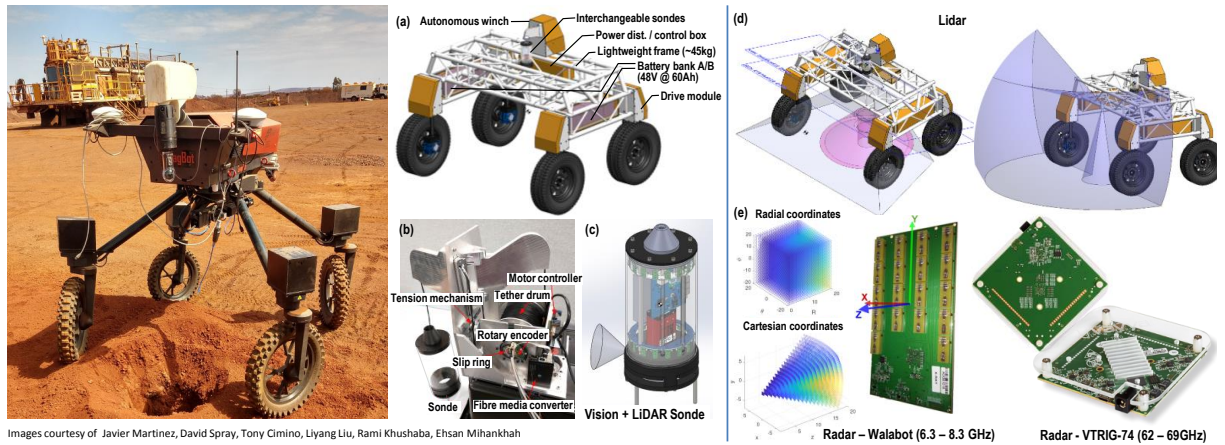 agBot
(a)
Autonomous winch
Interchangeable sondes
Power dist. / control box
Lightweight frame (~45kg)
Battery bank A/B
(48V @ 60Ah)
Drive module
(b)
Motor controller
Tension mechanism
Tether drum
Rotary encoder
Slip ring
Sonde
Fibre media converter
(c)
Vision + LiDAR Sonde
(d)
Lidar
(e)
Radial coordinates
Cartesian coordinates
Y
X
Z
Radar – Walabot (6.3 – 8.3 GHz)
Radar - VTRIG-74 (62 – 69GHz)
Images courtesy of Javier Martinez, David Spray, Tony Cimino, Liyang Liu, Rami Khushaba, Ehsan Mihankhah